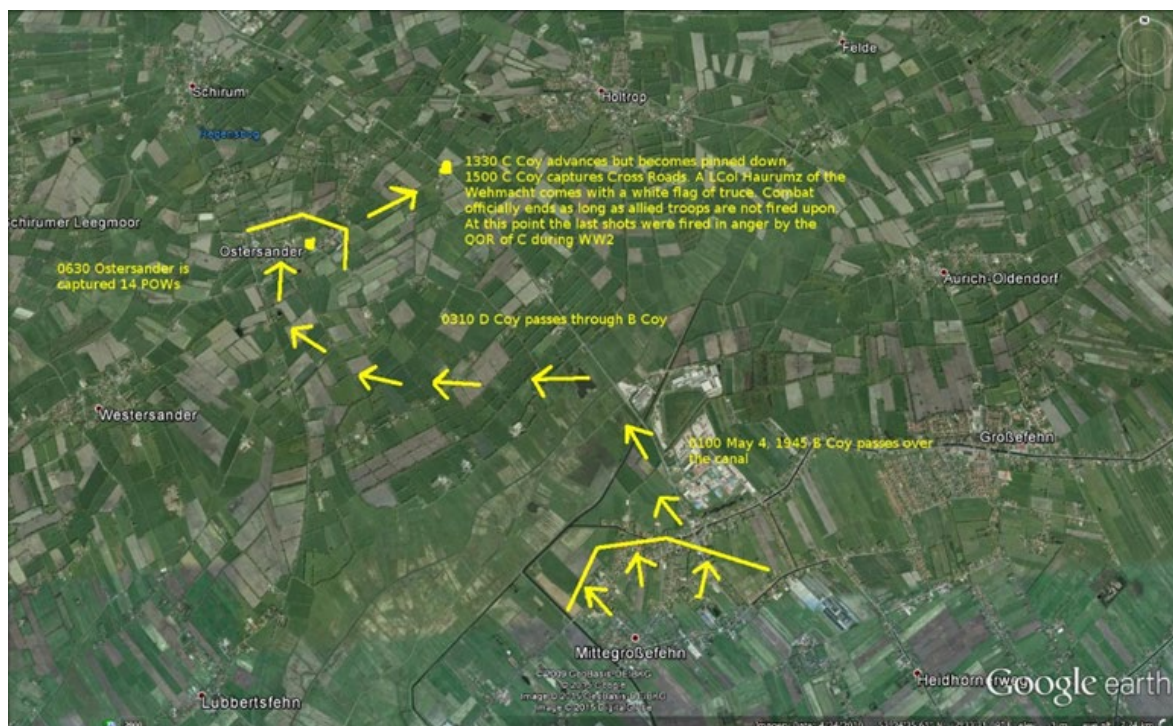 Felde
Schirum
Holtrop
1330 C Coy advances but becomes pinned down.
1500 C Coy captures Cross Roads. A LCol Haurumz of the
Wehmacht comes with a white flag of truce. Combat
officially ends as long as allied troops are not fired upon.
At this point the last shots were fired in anger by the
QOR of C during WW2
Schirumer Leegmoor
Ostersander
0630 Ostersander is
captured 14 POWs
Aurich-Oldendorf
0310 D Coy passes through B Coy
Westersander
Großefehn
0100 May 4, 1945 B Coy passes over
the canal
Mittegroßefehn
Lübbertsfehn
Google earth